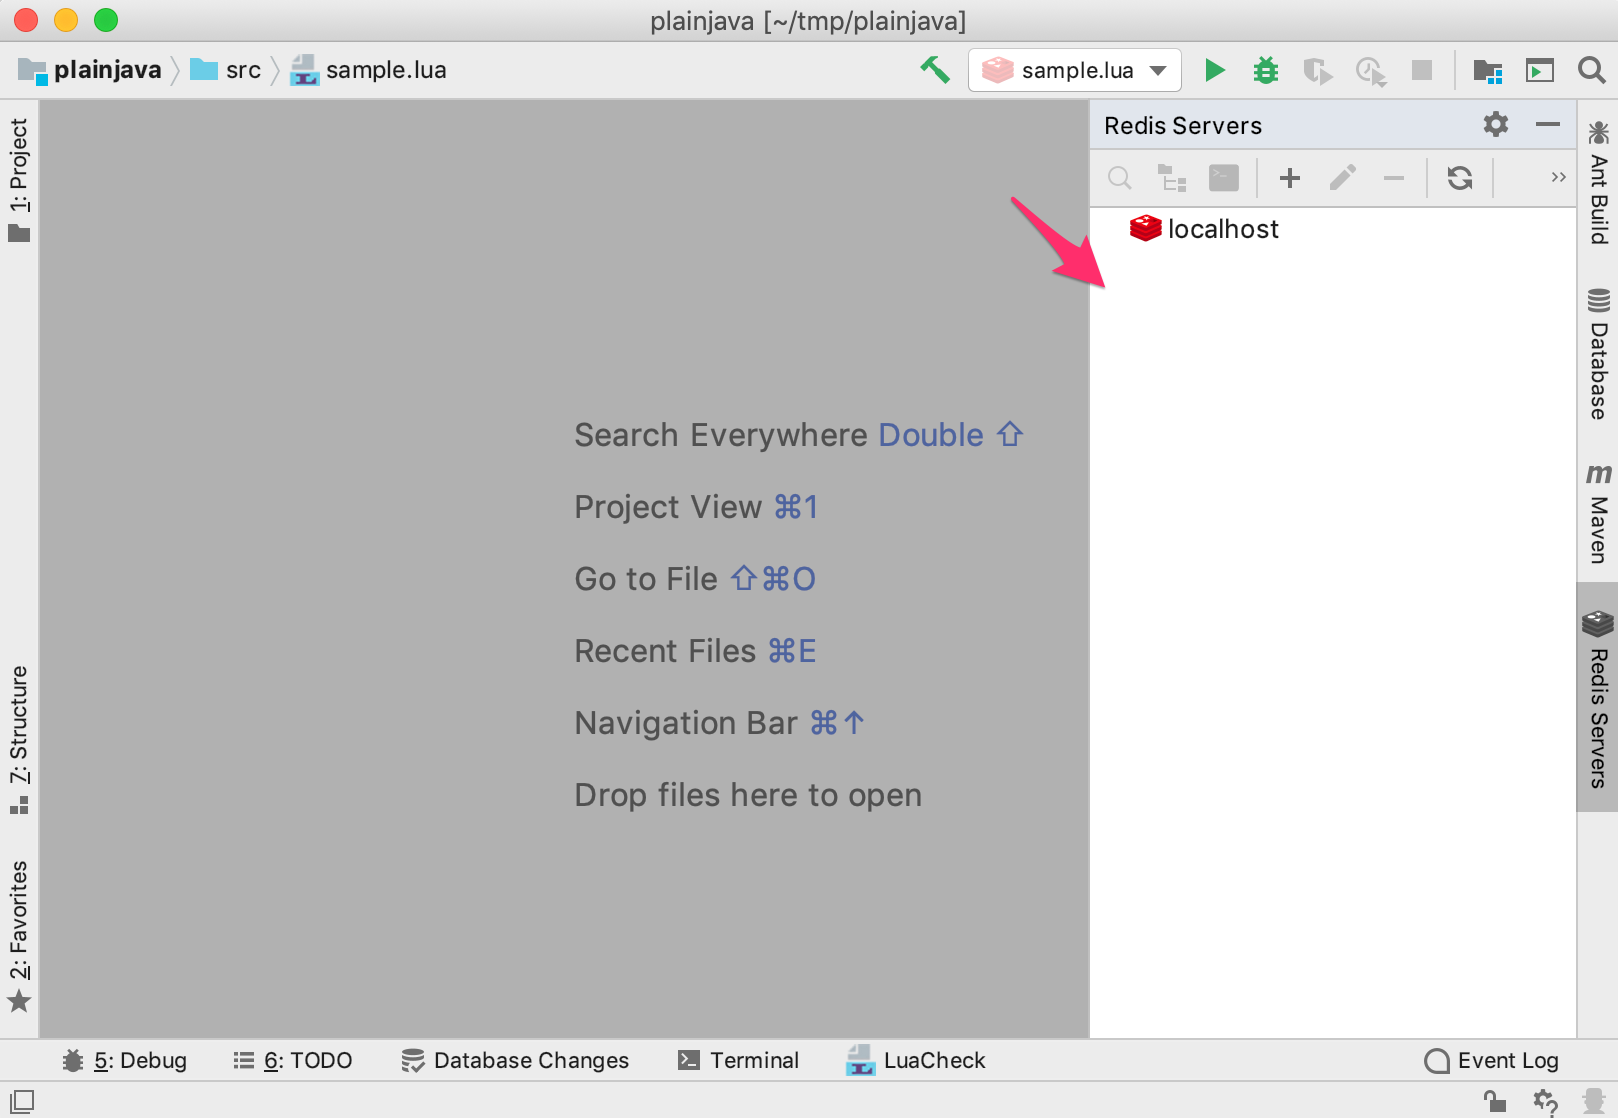 plainjava [~/tmp/plainjava]
plainjava src sample.lua
sample.lua
1: Project
7: Structure
2: Favorites
Search Everywhere Double ⇧
Project View ⌘1
Go to File ⇧⌘O
Recent Files ⌘E
Navigation Bar ⌘↑
Drop files here to open
Redis Servers
localhost
Ant Build
Database
m Maven
Redis Servers
5: Debug
6: TODO
Database Changes
Terminal
LuaCheck
Event Log